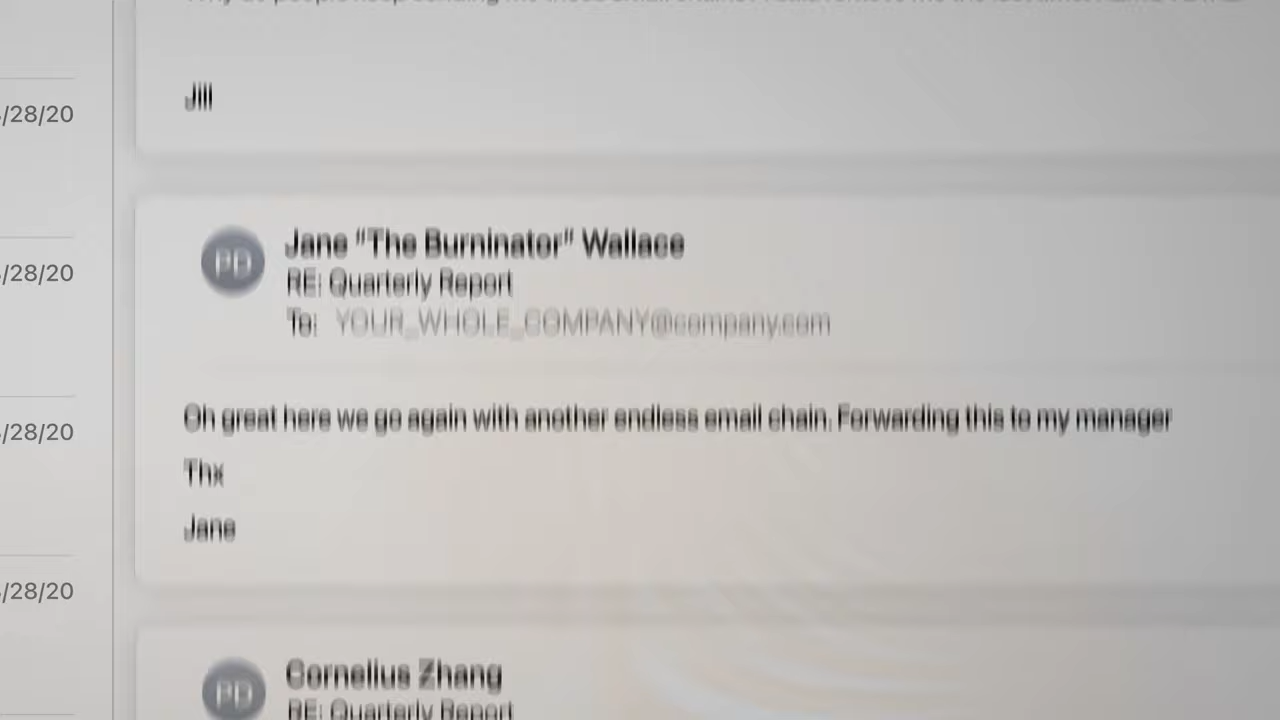 Jill
/28/20
PD
Jane "The Burninator" Wallace
RE: Quarterly Report
To: YOUR_WHOLE_COMPANY@company.com
/28/20
Oh great here we go again with another endless email chain. Forwarding this to my manager
/28/20
Thx
Jane
/28/20
PD
Cornelius Zhang
RE: Quarterly Report